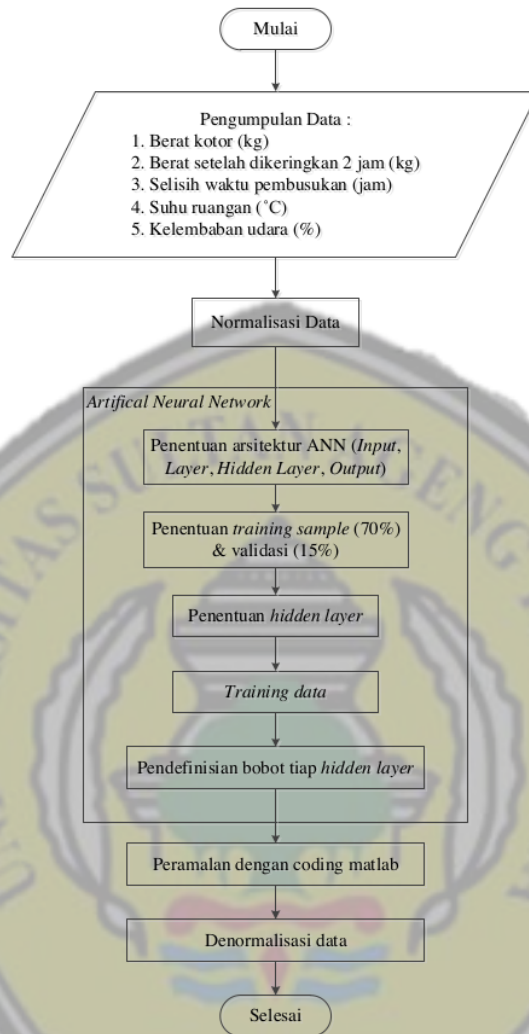 Mulai
Pengumpulan Data :
1. Berat kotor (kg)
2. Berat setelah dikeringkan 2 jam (kg)
3. Selisih waktu pembusukan (jam)
4. Suhu ruangan (˚C)
5. Kelembaban udara (%)
Normalisasi Data
Artifical Neural Network
Penentuan arsitektur ANN (Input,
Layer, Hidden Layer, Output)
Penentuan training sample (70%)
& validasi (15%)
Penentuan hidden layer
Training data
Pendefinisian bobot tiap hidden layer
Peramalan dengan coding matlab
Denormalisasi data
Selesai